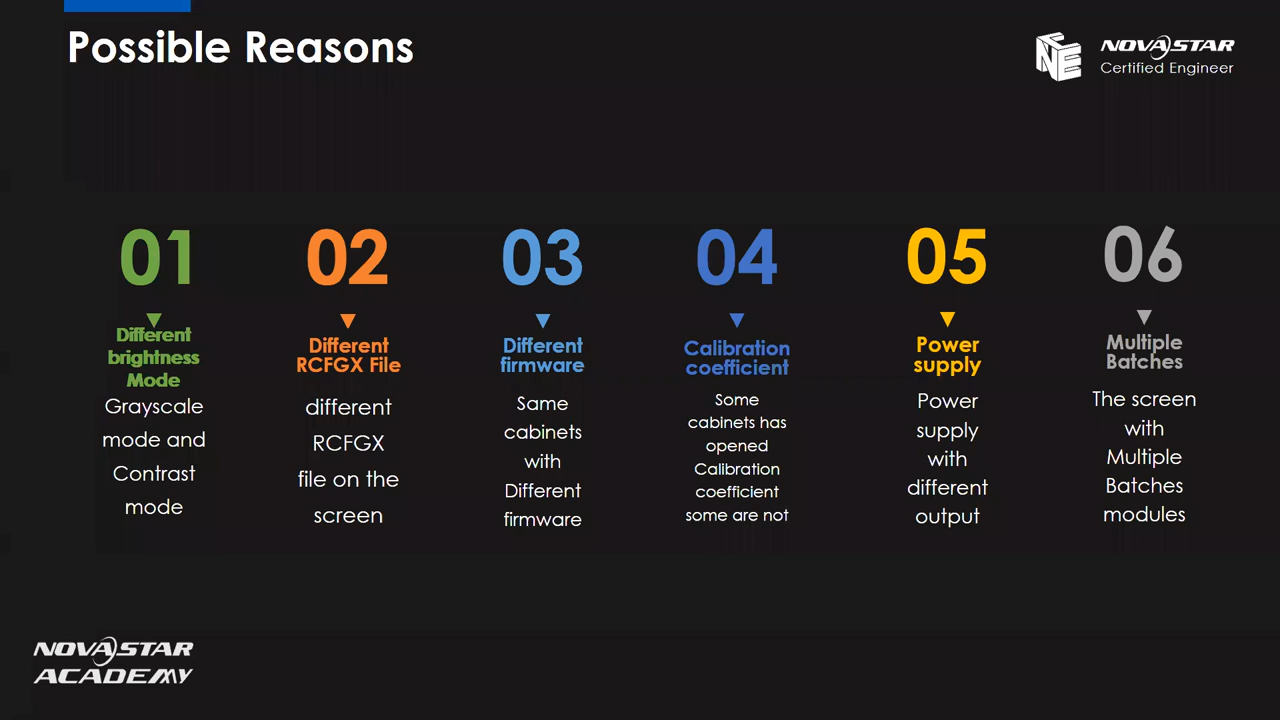 Possible Reasons
NE
NOVASTAR
Certified Engineer
01
Different
brightness
Mode
Grayscale
mode and
Contrast
mode
02
Different
RCFGX File
different
RCFGX
file on the
screen
03
Different
firmware
Same
cabinets
with
Different
firmware
04
Calibration
coefficient
Some
cabinets has
opened
Calibration
coefficient
some are not
05
Power
supply
Power
supply
with
different
output
06
Multiple
Batches
The screen
with
Multiple
Batches
modules
NOVASTAR
ACADEMY